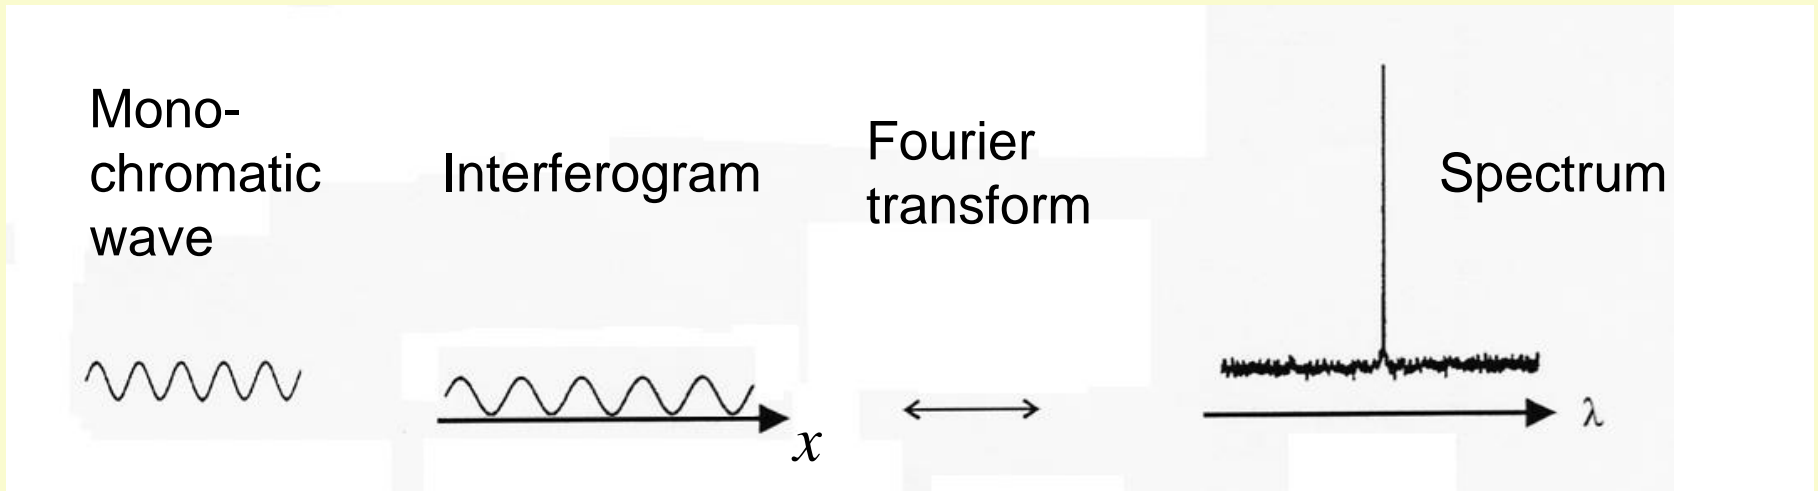 Mono-
chromatic
wave
Interferogram
Fourier
transform
Spectrum
x
λ